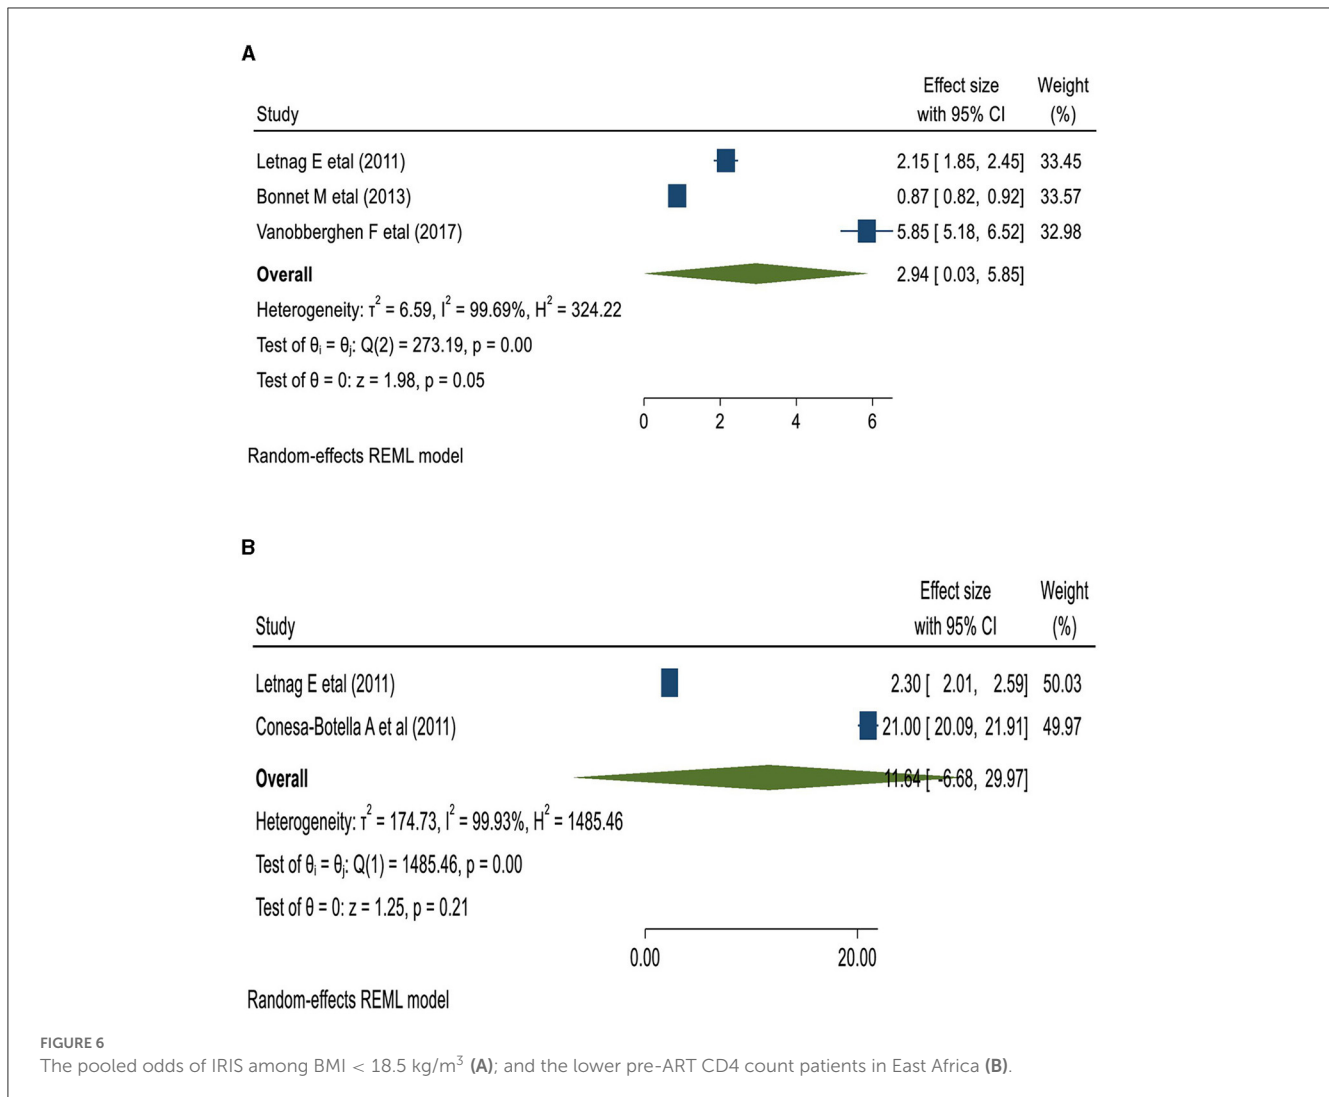 A
Effect size Weight
Study with 95% CI (%)
Letnag E etal (2011) 2.15 [ 1.85, 2.45] 33.45
Bonnet M etal (2013) 0.87 [ 0.82, 0.92] 33.57
Vanobberghen F etal (2017) 5.85 [ 5.18, 6.52] 32.98
Overall 2.94 [ 0.03, 5.85]
Heterogeneity: τ² = 6.59, I² = 99.69%, H² = 324.22
Test of θᵢ = θⱼ: Q(2) = 273.19, p = 0.00
Test of θ = 0: z = 1.98, p = 0.05
0 2 4 6
Random-effects REML model
B
Effect size Weight
Study with 95% CI (%)
Letnag E etal (2011) 2.30 [ 2.01, 2.59] 50.03
Conesa-Botella A et al (2011) 21.00 [ 20.09, 21.91] 49.97
Overall 11.64 [ -6.68, 29.97]
Heterogeneity: τ² = 174.73, I² = 99.93%, H² = 1485.46
Test of θᵢ = θⱼ: Q(1) = 1485.46, p = 0.00
Test of θ = 0: z = 1.25, p = 0.21
0.00 20.00
Random-effects REML model
FIGURE 6
The pooled odds of IRIS among BMI < 18.5 kg/m³ (A); and the lower pre-ART CD4 count patients in East Africa (B).